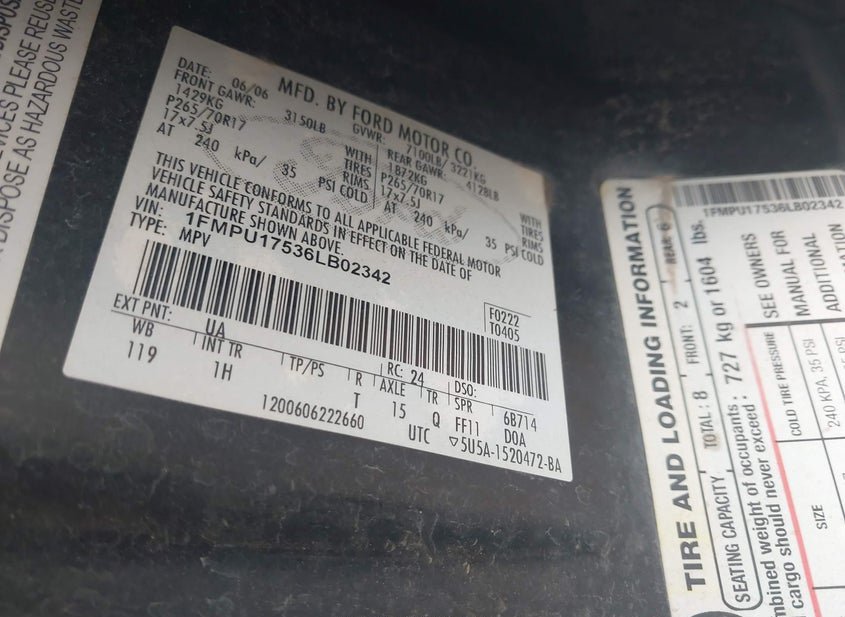 DISPOSE
VICES PLEASE REUSE
DISPOSE AS HAZARDOUS WASTE
MFD. BY FORD MOTOR CO.
DATE: 06/06 GVWR: 7100LB/ 3221KG
FRONT GAWR: 3150LB REAR GAWR: 4128LB
1429KG WITH 1872KG WITH
P265/70R17 TIRES P265/70R17 TIRES
17x7.5J RIMS 17x7.5J RIMS
AT 240 kPa/ 35 PSI COLD AT 240 kPa/ 35 PSI COLD
THIS VEHICLE CONFORMS TO ALL APPLICABLE FEDERAL MOTOR
VEHICLE SAFETY STANDARDS IN EFFECT ON THE DATE OF
MANUFACTURE SHOWN ABOVE.
VIN: 1FMPU17536LB02342
TYPE: MPV
F0222
T0405
EXT PNT: UA RC: 24 DSO:
WB INT TR TP/PS R AXLE TR SPR 6B714
119 1H T 15 Q FF11 DOA
1200606222660 UTC ▽5U5A-1520472-BA
1FMPU17536LB02342
TIRE AND LOADING INFORMATION
SEATING CAPACITY TOTAL: 8 FRONT: 2 REAR: 6
mbined weight of occupants :
cargo should never exceed : 727 kg or 1604 lbs.
SIZE COLD TIRE PRESSURE SEE OWNERS
240 KPA, 35 PSI MANUAL FOR
ADDITIONAL